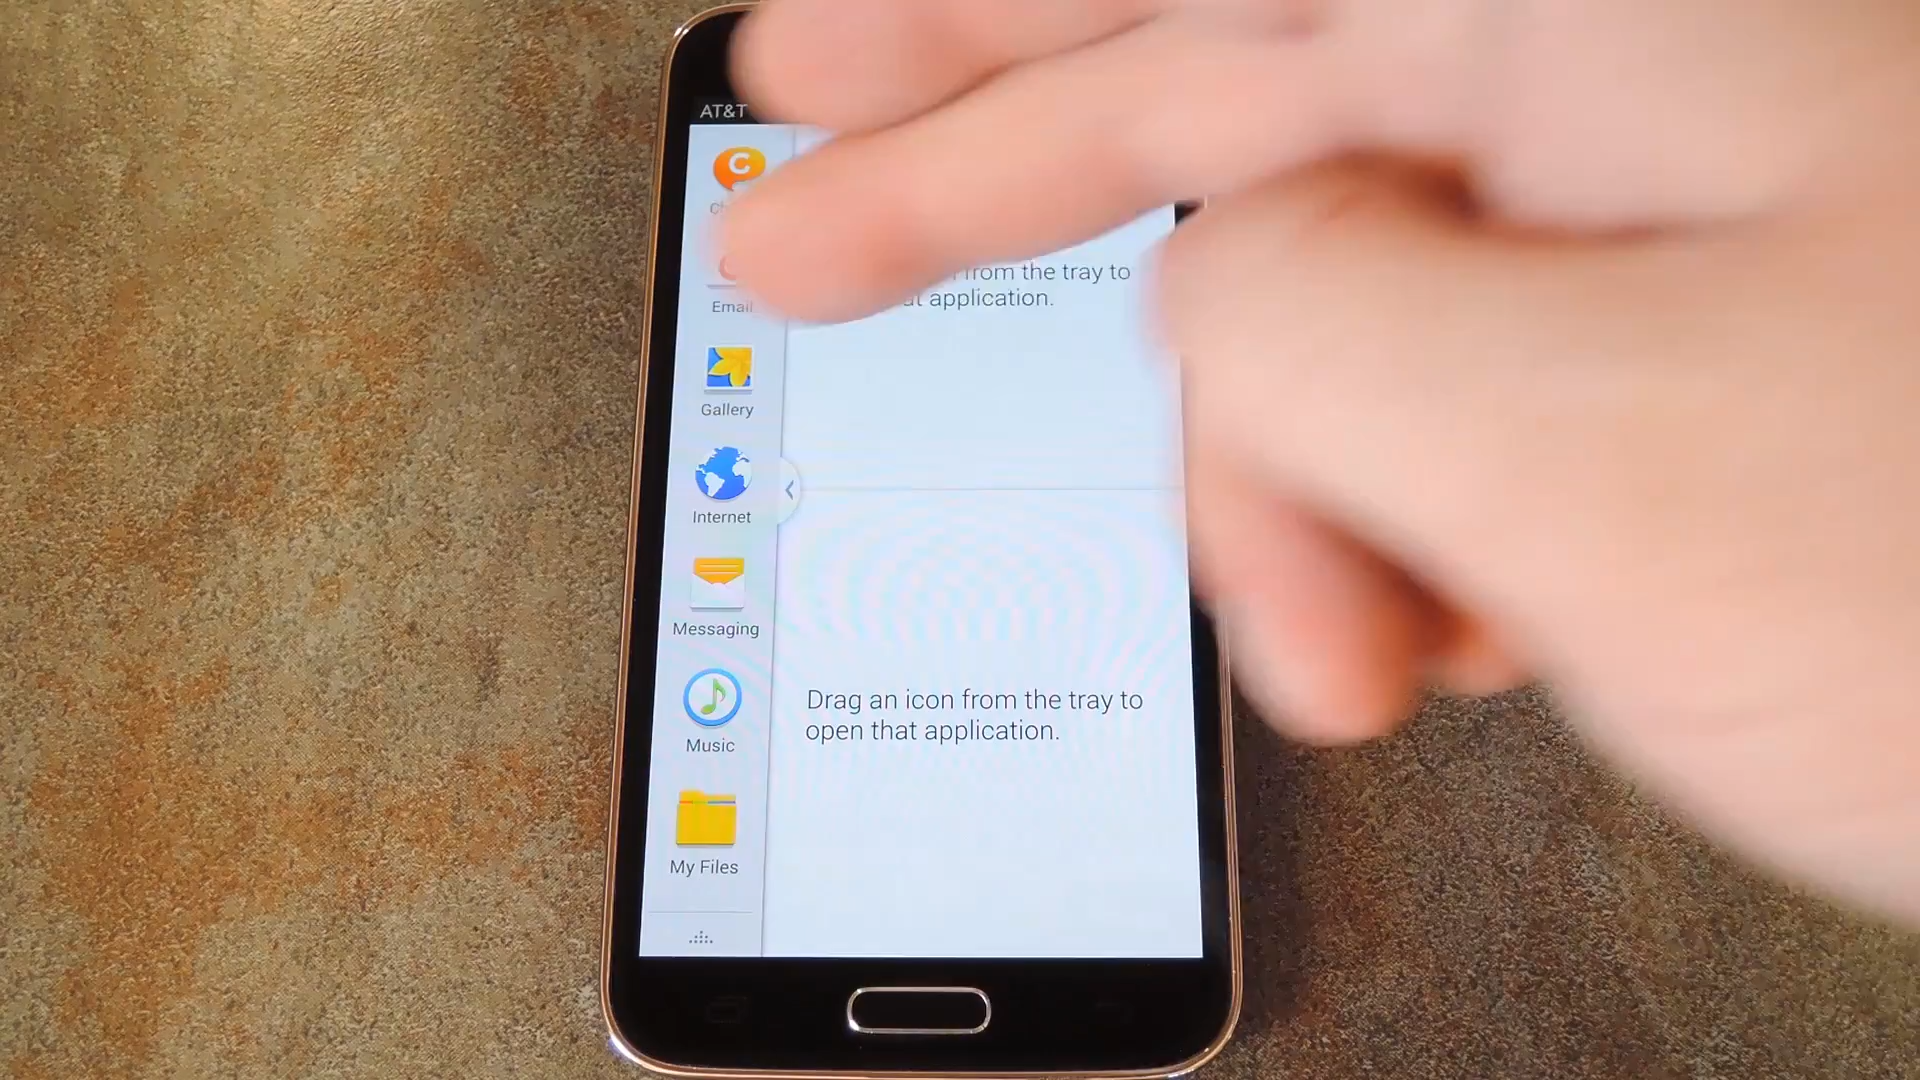 AT&T
C
Email
from the tray to
application.
Gallery
Internet
Messaging
Drag an icon from the tray to
open that application.
Music
My Files